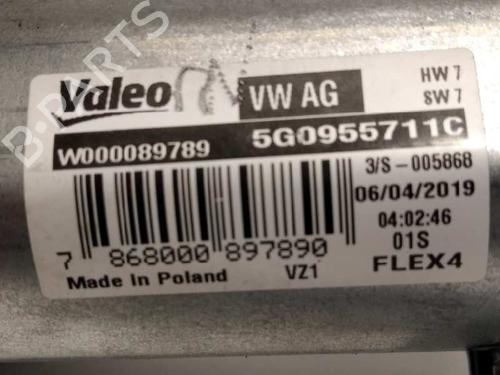 Valeo VW AG HW 7
SW 7
W000089789 5G0955711C
3/S-005868
06/04/2019
04:02:46
7 868000 897890 01S
Made in Poland VZ1 FLEX4
B-PARTS